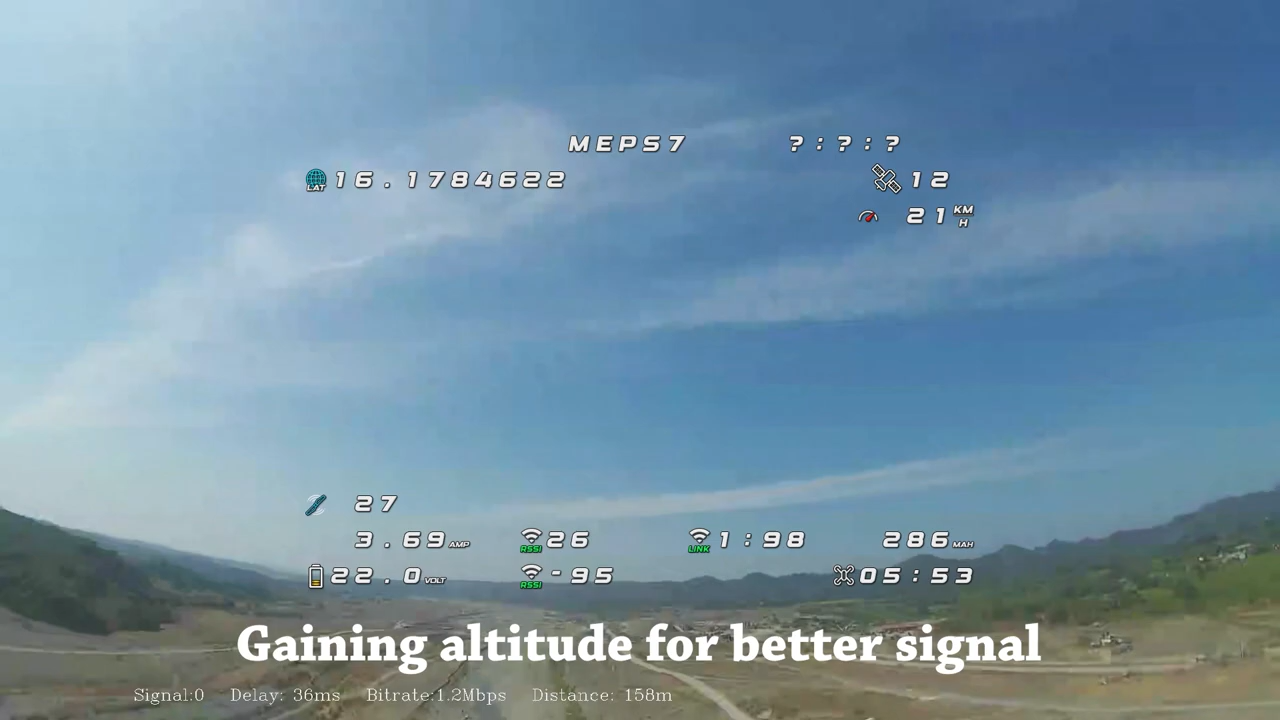 MEPS7 ?:?:?
LAT 16.1784622 12
21 KM H
27
3.69 AMP RSSI 26 LINK 1:98 286 MAH
22.0 VOLT RSSI -95 05:53
Gaining altitude for better signal
Signal:0 Delay: 36ms Bitrate:1.2Mbps Distance: 158m